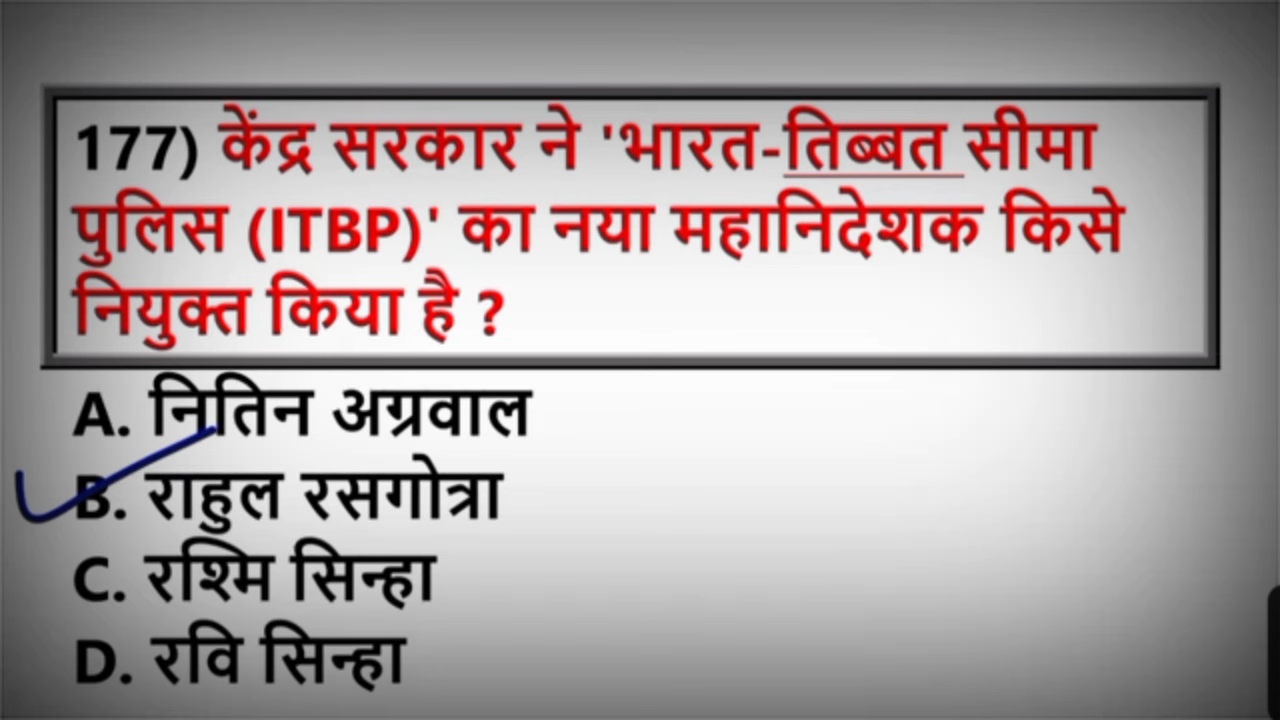 177) केंद्र सरकार ने 'भारत-तिब्बत सीमा
पुलिस (ITBP)' का नया महानिदेशक किसे
नियुक्त किया है ?
A. नितिन अग्रवाल
B. राहुल रसगोत्रा
C. रश्मि सिन्हा
D. रवि सिन्हा